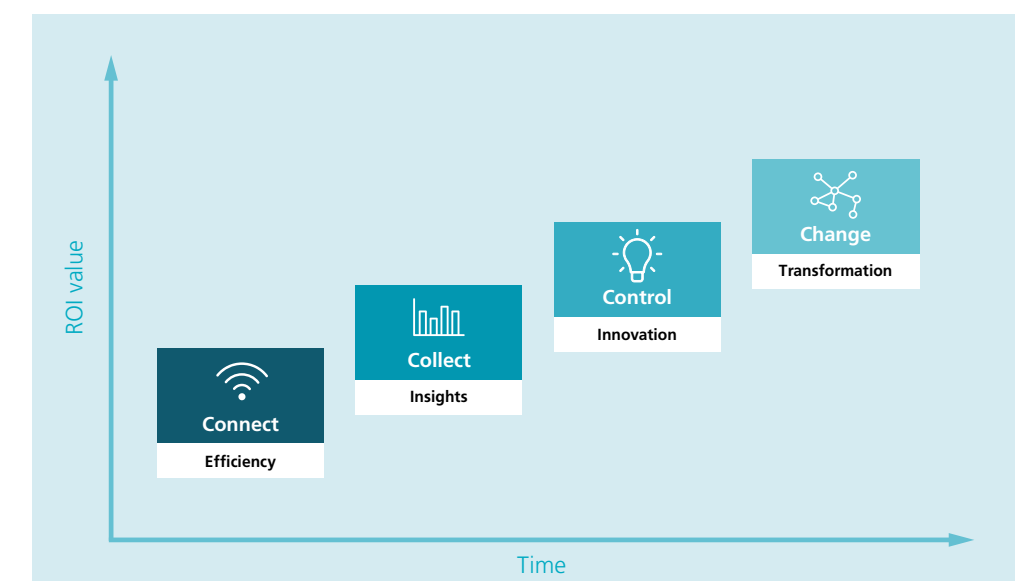 ROI value
Connect
Efficiency
Collect
Insights
Control
Innovation
Change
Transformation
Time